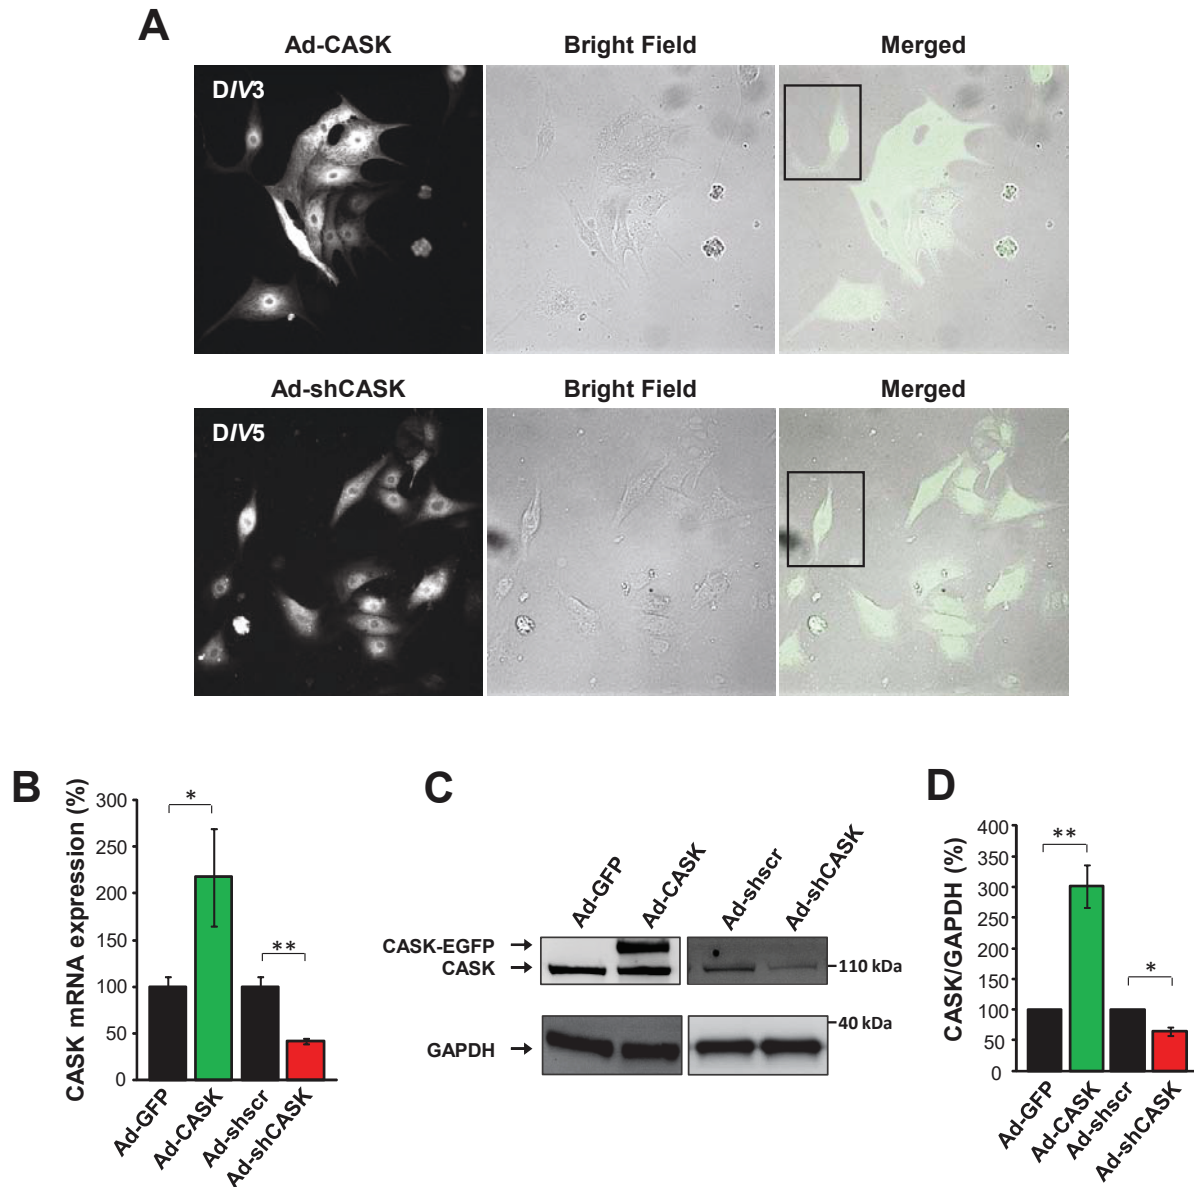 A
Ad-CASK
Bright Field
Merged
DIV3
Ad-shCASK
Bright Field
Merged
DIV5
B
CASK mRNA expression (%)
300
250
200
150
100
50
0
*
**
Ad-GFP
Ad-CASK
Ad-shscr
Ad-shCASK
C
Ad-GFP
Ad-CASK
Ad-shscr
Ad-shCASK
CASK-EGFP
CASK
110 kDa
40 kDa
GAPDH
D
CASK/GAPDH (%)
400
350
300
250
200
150
100
50
0
**
*
Ad-GFP
Ad-CASK
Ad-shscr
Ad-shCASK